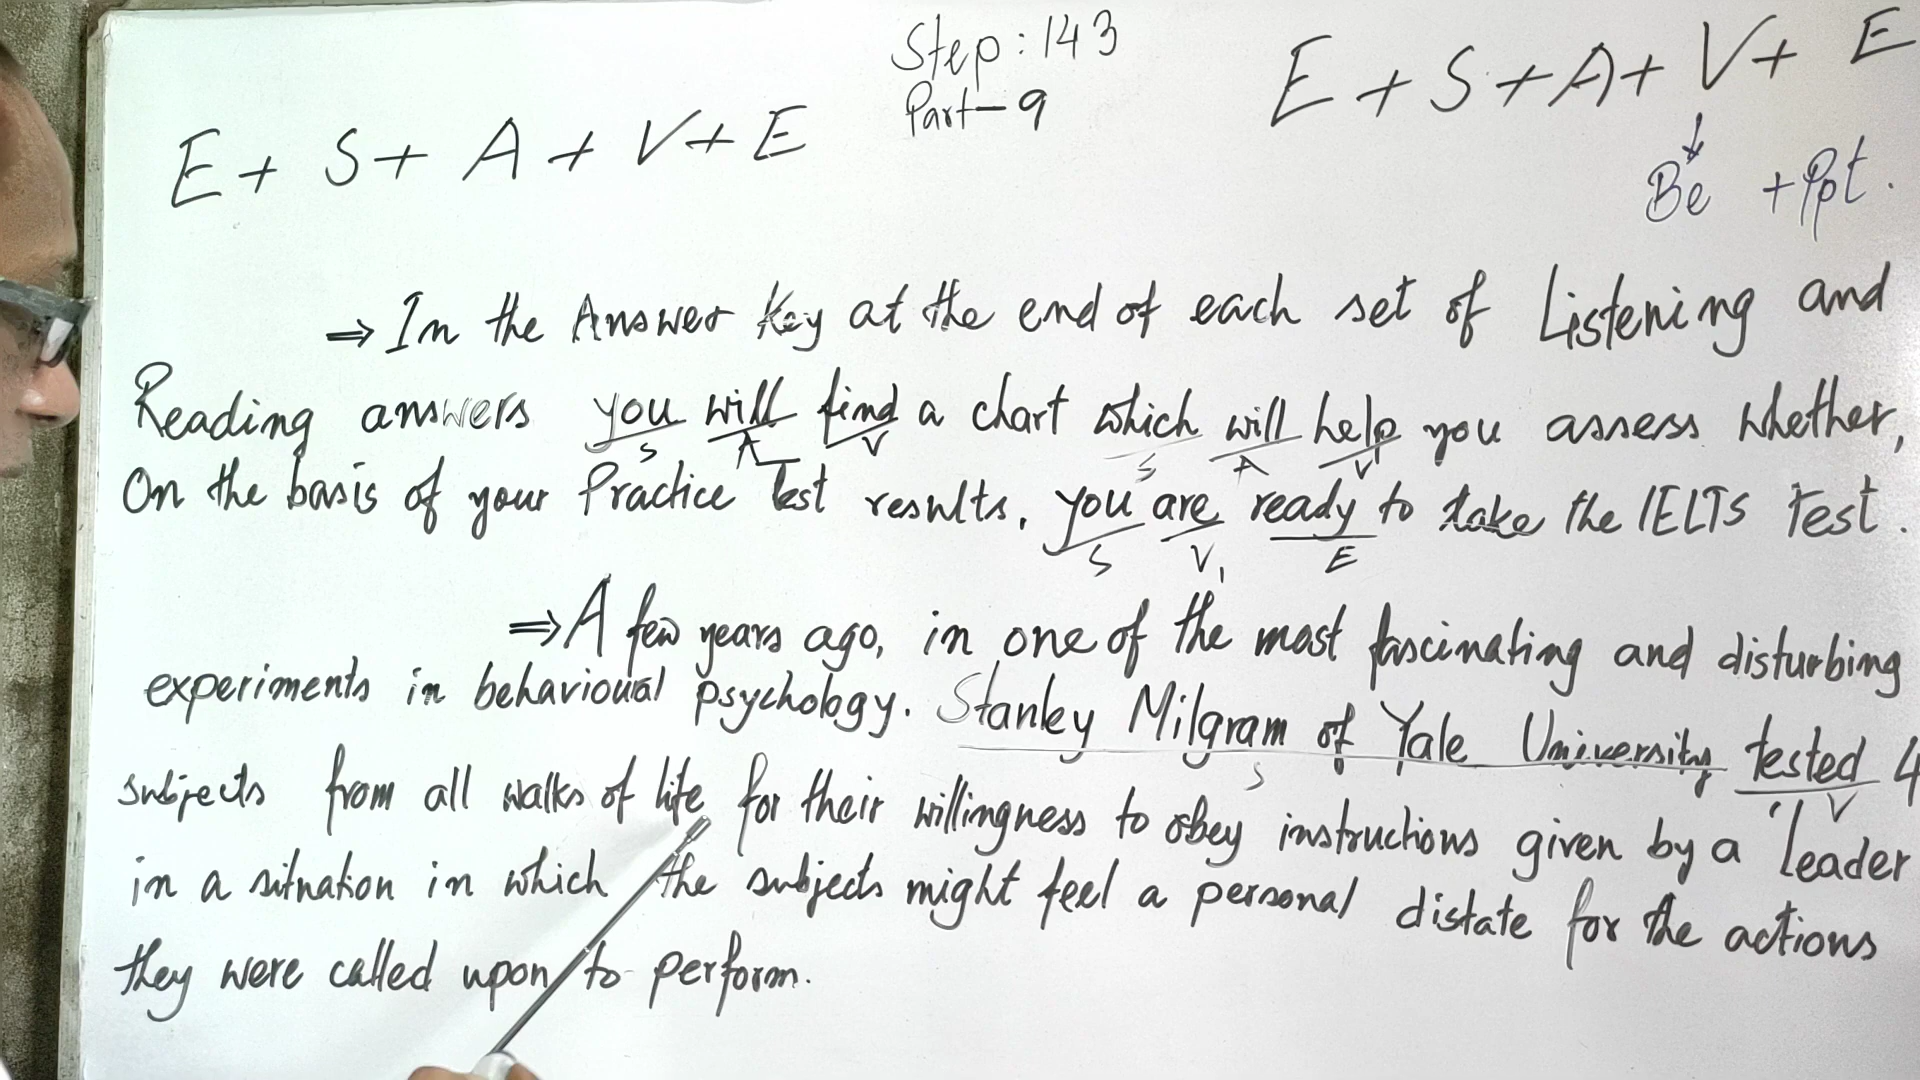 Step: 143
Part-9
E + S + A + V + E
E + S + A + V + E
Be + Ppt.
⇒ In the Answer Key at the end of each set of Listening and
Reading answers you will find a chart which will help you assess whether,
S A V S A V
On the basis of your Practice Test results, you are ready to take the IELTS Test.
S V1 E
⇒ A few years ago, in one of the most fascinating and disturbing
experiments in behavioural psychology. Stanley Milgram of Yale University tested 4
S V
subjects from all walks of life for their willingness to obey instructions given by a 'leader
in a situation in which the subjects might feel a personal distate for the actions
they were called upon to perform.